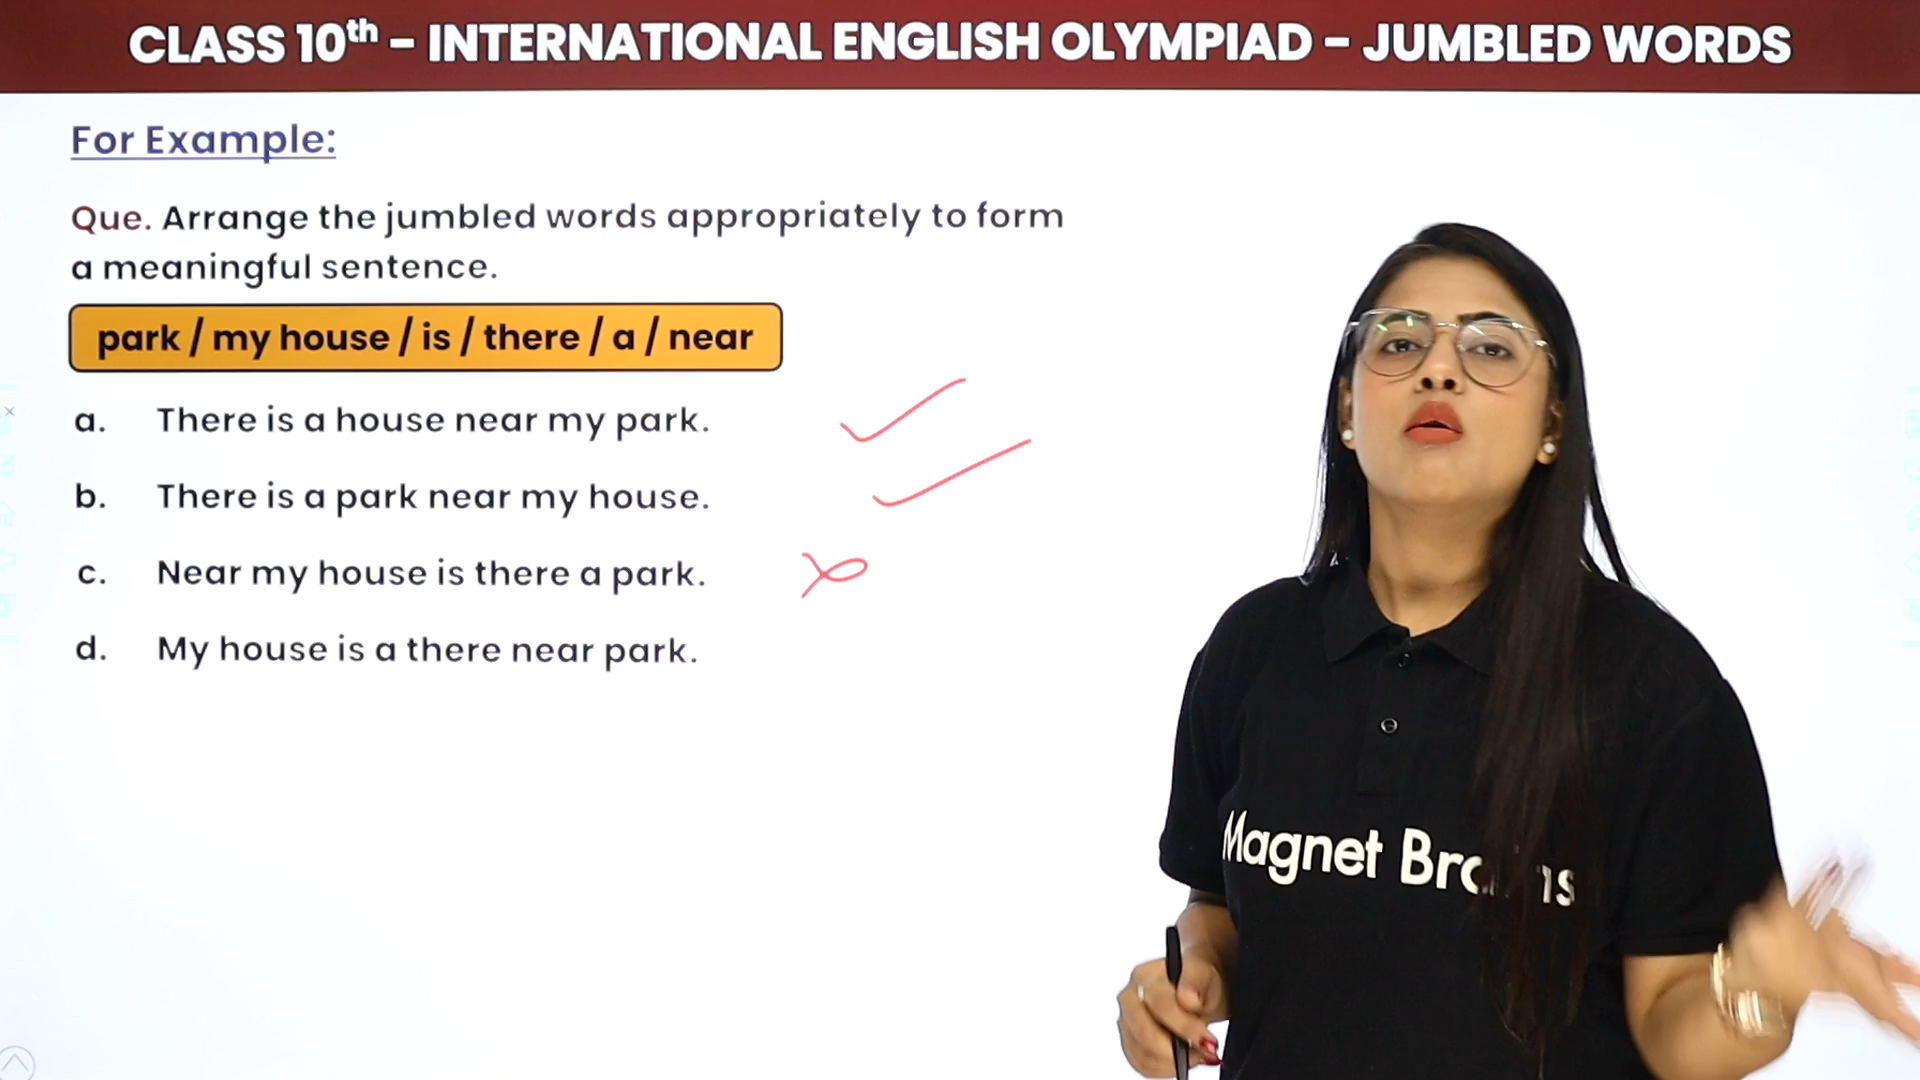 CLASS 10th - INTERNATIONAL ENGLISH OLYMPIAD - JUMBLED WORDS
For Example:
Que. Arrange the jumbled words appropriately to form
a meaningful sentence.
park / my house / is / there / a / near
a. There is a house near my park.
b. There is a park near my house.
c. Near my house is there a park.
d. My house is a there near park.
Magnet